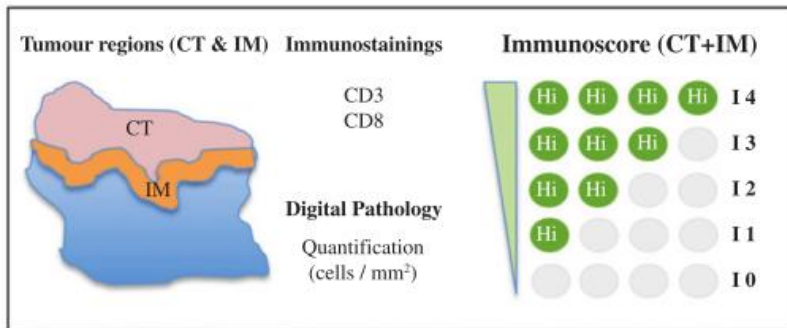 Tumour regions (CT & IM)
CT
IM
Immunostainings
CD3
CD8
Digital Pathology
Quantification
(cells / mm²)
Immunoscore (CT+IM)
Hi Hi Hi Hi I 4
Hi Hi Hi I 3
Hi Hi I 2
Hi I 1
I 0